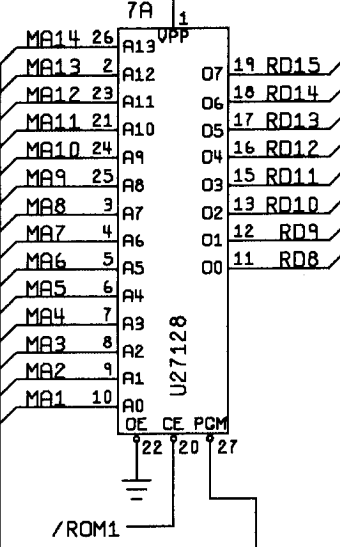 7A
1
VPP
MA14 26 A13
MA13 2 A12 O7 19 RD15
MA12 23 A11 O6 18 RD14
MA11 21 A10 O5 17 RD13
MA10 24 A9 O4 16 RD12
MA9 25 A8 O3 15 RD11
MA8 3 A7 O2 13 RD10
MA7 4 A6 O1 12 RD9
MA6 5 A5 O0 11 RD8
MA5 6 A4
MA4 7 A3
MA3 8 A2
MA2 9 A1
MA1 10 A0
U27128
OE CE PGM
22 20 27
/ROM1